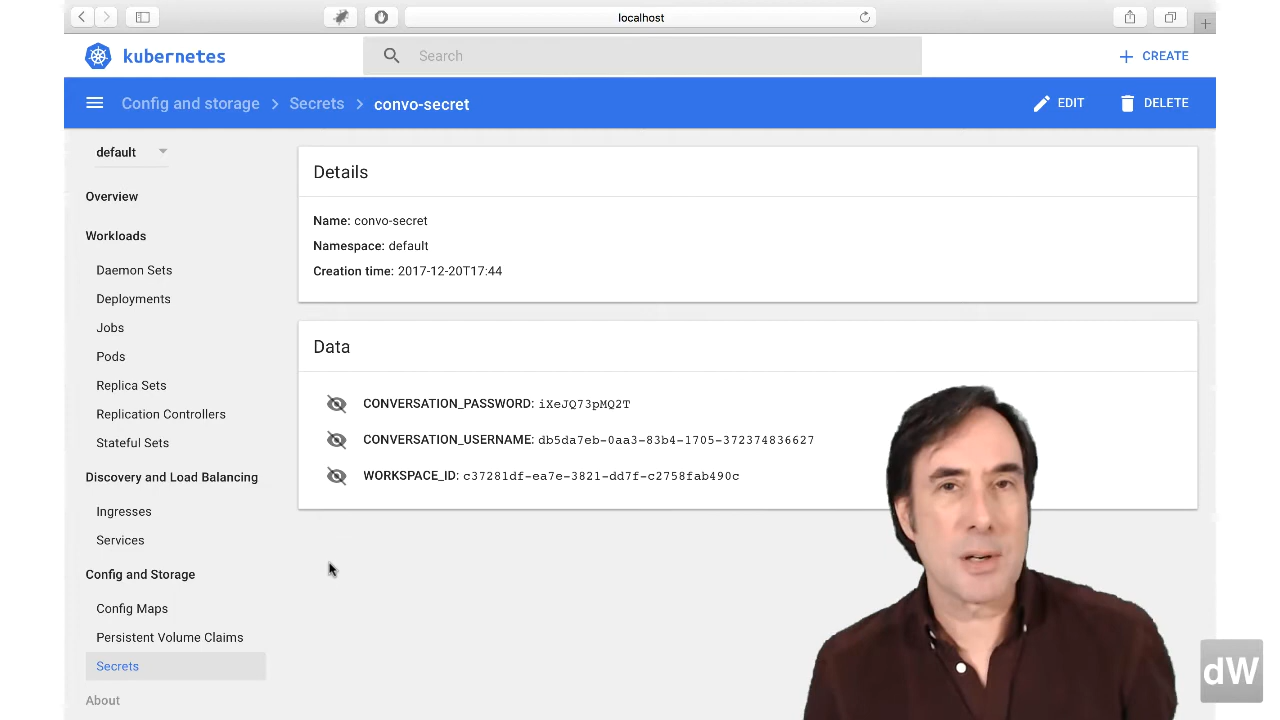 localhost
kubernetes
Search
CREATE
Config and storage > Secrets > convo-secret
EDIT
DELETE
default
Overview
Workloads
Daemon Sets
Deployments
Jobs
Pods
Replica Sets
Replication Controllers
Stateful Sets
Discovery and Load Balancing
Ingresses
Services
Config and Storage
Config Maps
Persistent Volume Claims
Secrets
About
Details
Name: convo-secret
Namespace: default
Creation time: 2017-12-20T17:44
Data
CONVERSATION_PASSWORD: iXeJQ73pMQ2T
CONVERSATION_USERNAME: db5da7eb-0aa3-83b4-1705-372374836627
WORKSPACE_ID: c37281df-ea7e-3821-dd7f-c2758fab490c
dW